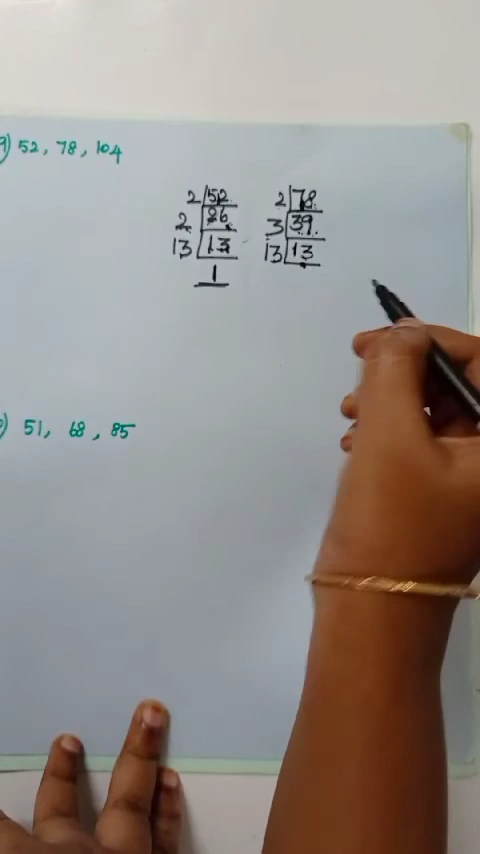 9) 52, 78, 104
2 52 2 78
2 26 3 39
13 13 13 13
1
) 51, 68, 85